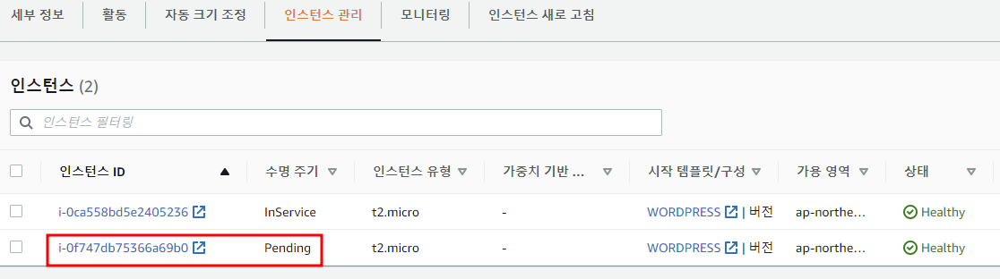 세부 정보 활동 자동 크기 조정 인스턴스 관리 모니터링 인스턴스 새로 고침
인스턴스 (2)
인스턴스 필터링
인스턴스 ID 수명 주기 인스턴스 유형 가중치 기반 ... 시작 템플릿/구성 가용 영역 상태
i-0ca558bd5e2405236 InService t2.micro - WORDPRESS | 버전 ap-northe... Healthy
i-0f747db75366a69b0 Pending t2.micro - WORDPRESS | 버전 ap-northe... Healthy